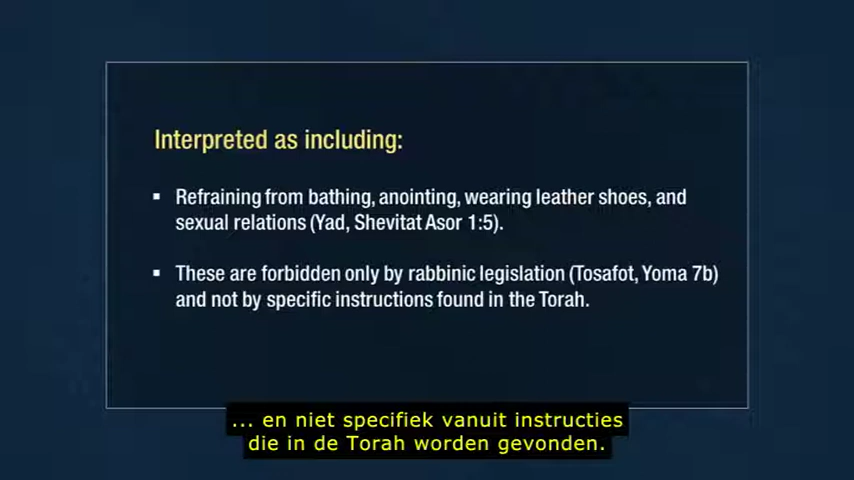 Interpreted as including:
▪ Refraining from bathing, anointing, wearing leather shoes, and
sexual relations (Yad, Shevitat Asor 1:5).
▪ These are forbidden only by rabbinic legislation (Tosafot, Yoma 7b)
and not by specific instructions found in the Torah.
... en niet specifiek vanuit instructies
die in de Torah worden gevonden.